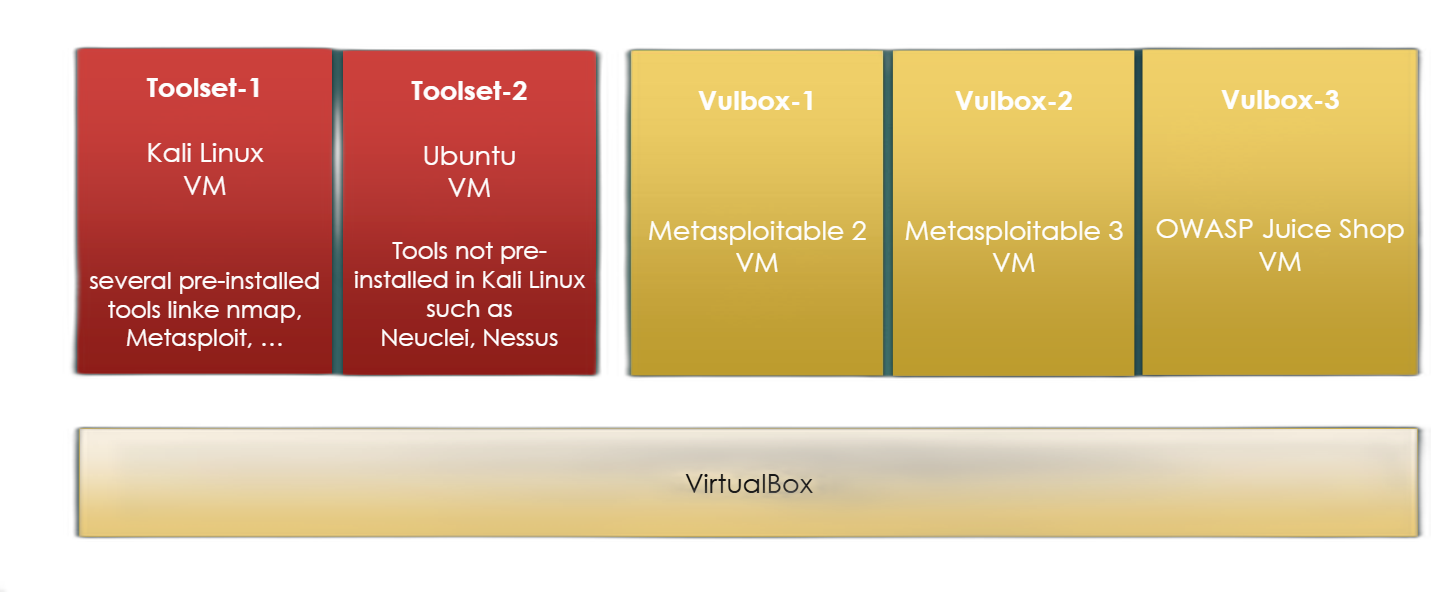 Toolset-1
Kali Linux
VM
several pre-installed
tools linke nmap,
Metasploit, ...
Toolset-2
Ubuntu
VM
Tools not pre-
installed in Kali Linux
such as
Neuclei, Nessus
Vulbox-1
Metasploitable 2
VM
Vulbox-2
Metasploitable 3
VM
Vulbox-3
OWASP Juice Shop
VM
VirtualBox